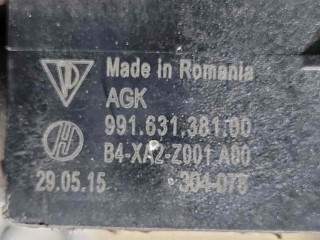 Made in Romania
AGK
991.631.381.00
B4-XA2-Z001.A00
29.05.15 304-078